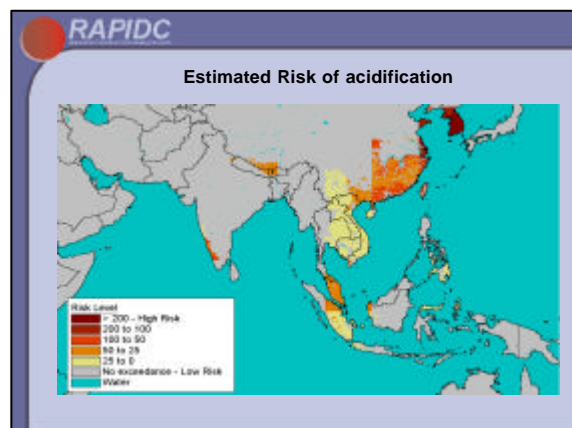 RAPIDC
Estimated Risk of acidification
Risk Level
> 200 - High Risk
200 to 100
100 to 50
50 to 25
25 to 0
No exceedance - Low Risk
Water